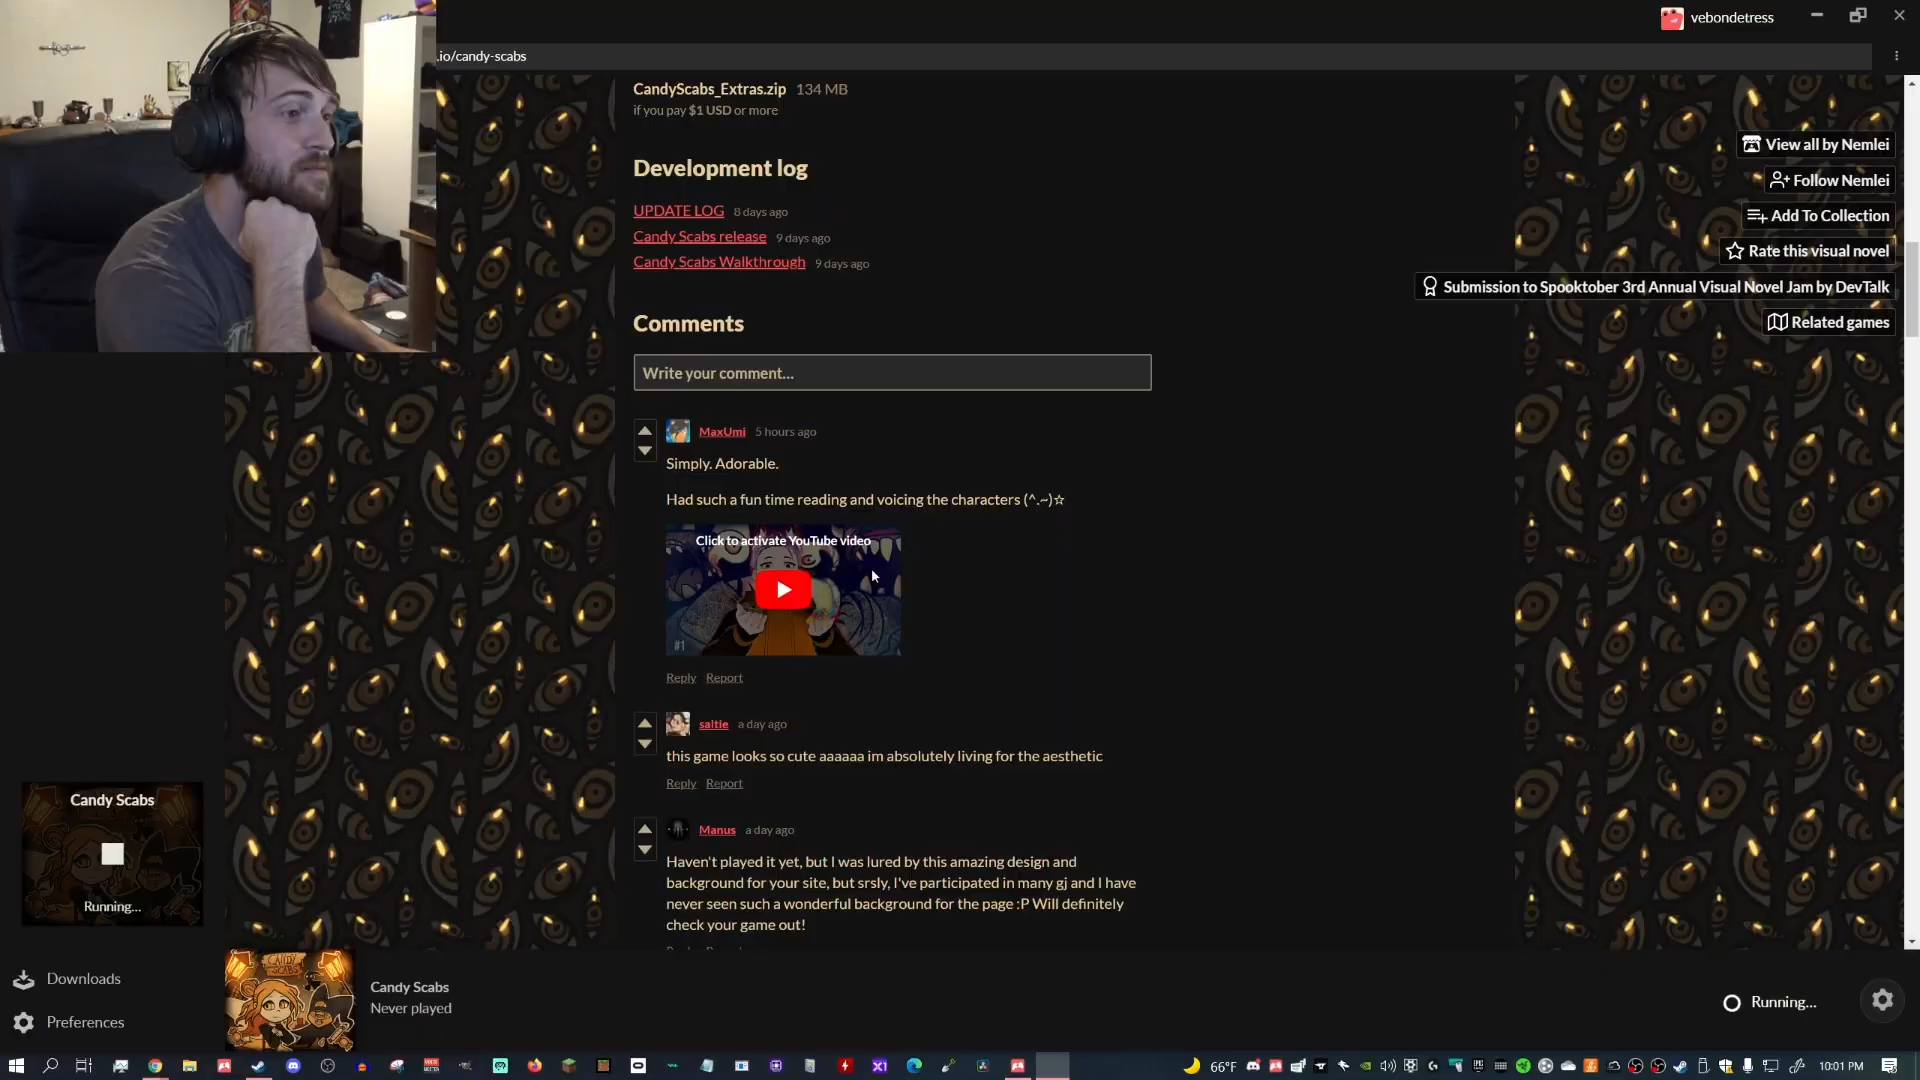 vebondetress
.io/candy-scabs
CandyScabs_Extras.zip 134 MB
if you pay $1 USD or more
View all by Nemlei
Follow Nemlei
Add To Collection
Rate this visual novel
Submission to Spooktober 3rd Annual Visual Novel Jam by DevTalk
Related games
Development log
UPDATE LOG 8 days ago
Candy Scabs release 9 days ago
Candy Scabs Walkthrough 9 days ago
Comments
Write your comment...
MaxUmi 5 hours ago
Simply. Adorable.
Had such a fun time reading and voicing the characters (^.~)☆
Click to activate YouTube video
#1
Reply Report
saltie a day ago
this game looks so cute aaaaaa im absolutely living for the aesthetic
Reply Report
Manus a day ago
Haven't played it yet, but I was lured by this amazing design and
background for your site, but srsly, I've participated in many gj and I have
never seen such a wonderful background for the page :P Will definitely
check your game out!
Candy Scabs
Running...
Downloads
Preferences
CANDY
SCABS
Candy Scabs
Never played
Running...
66°F
10:01 PM